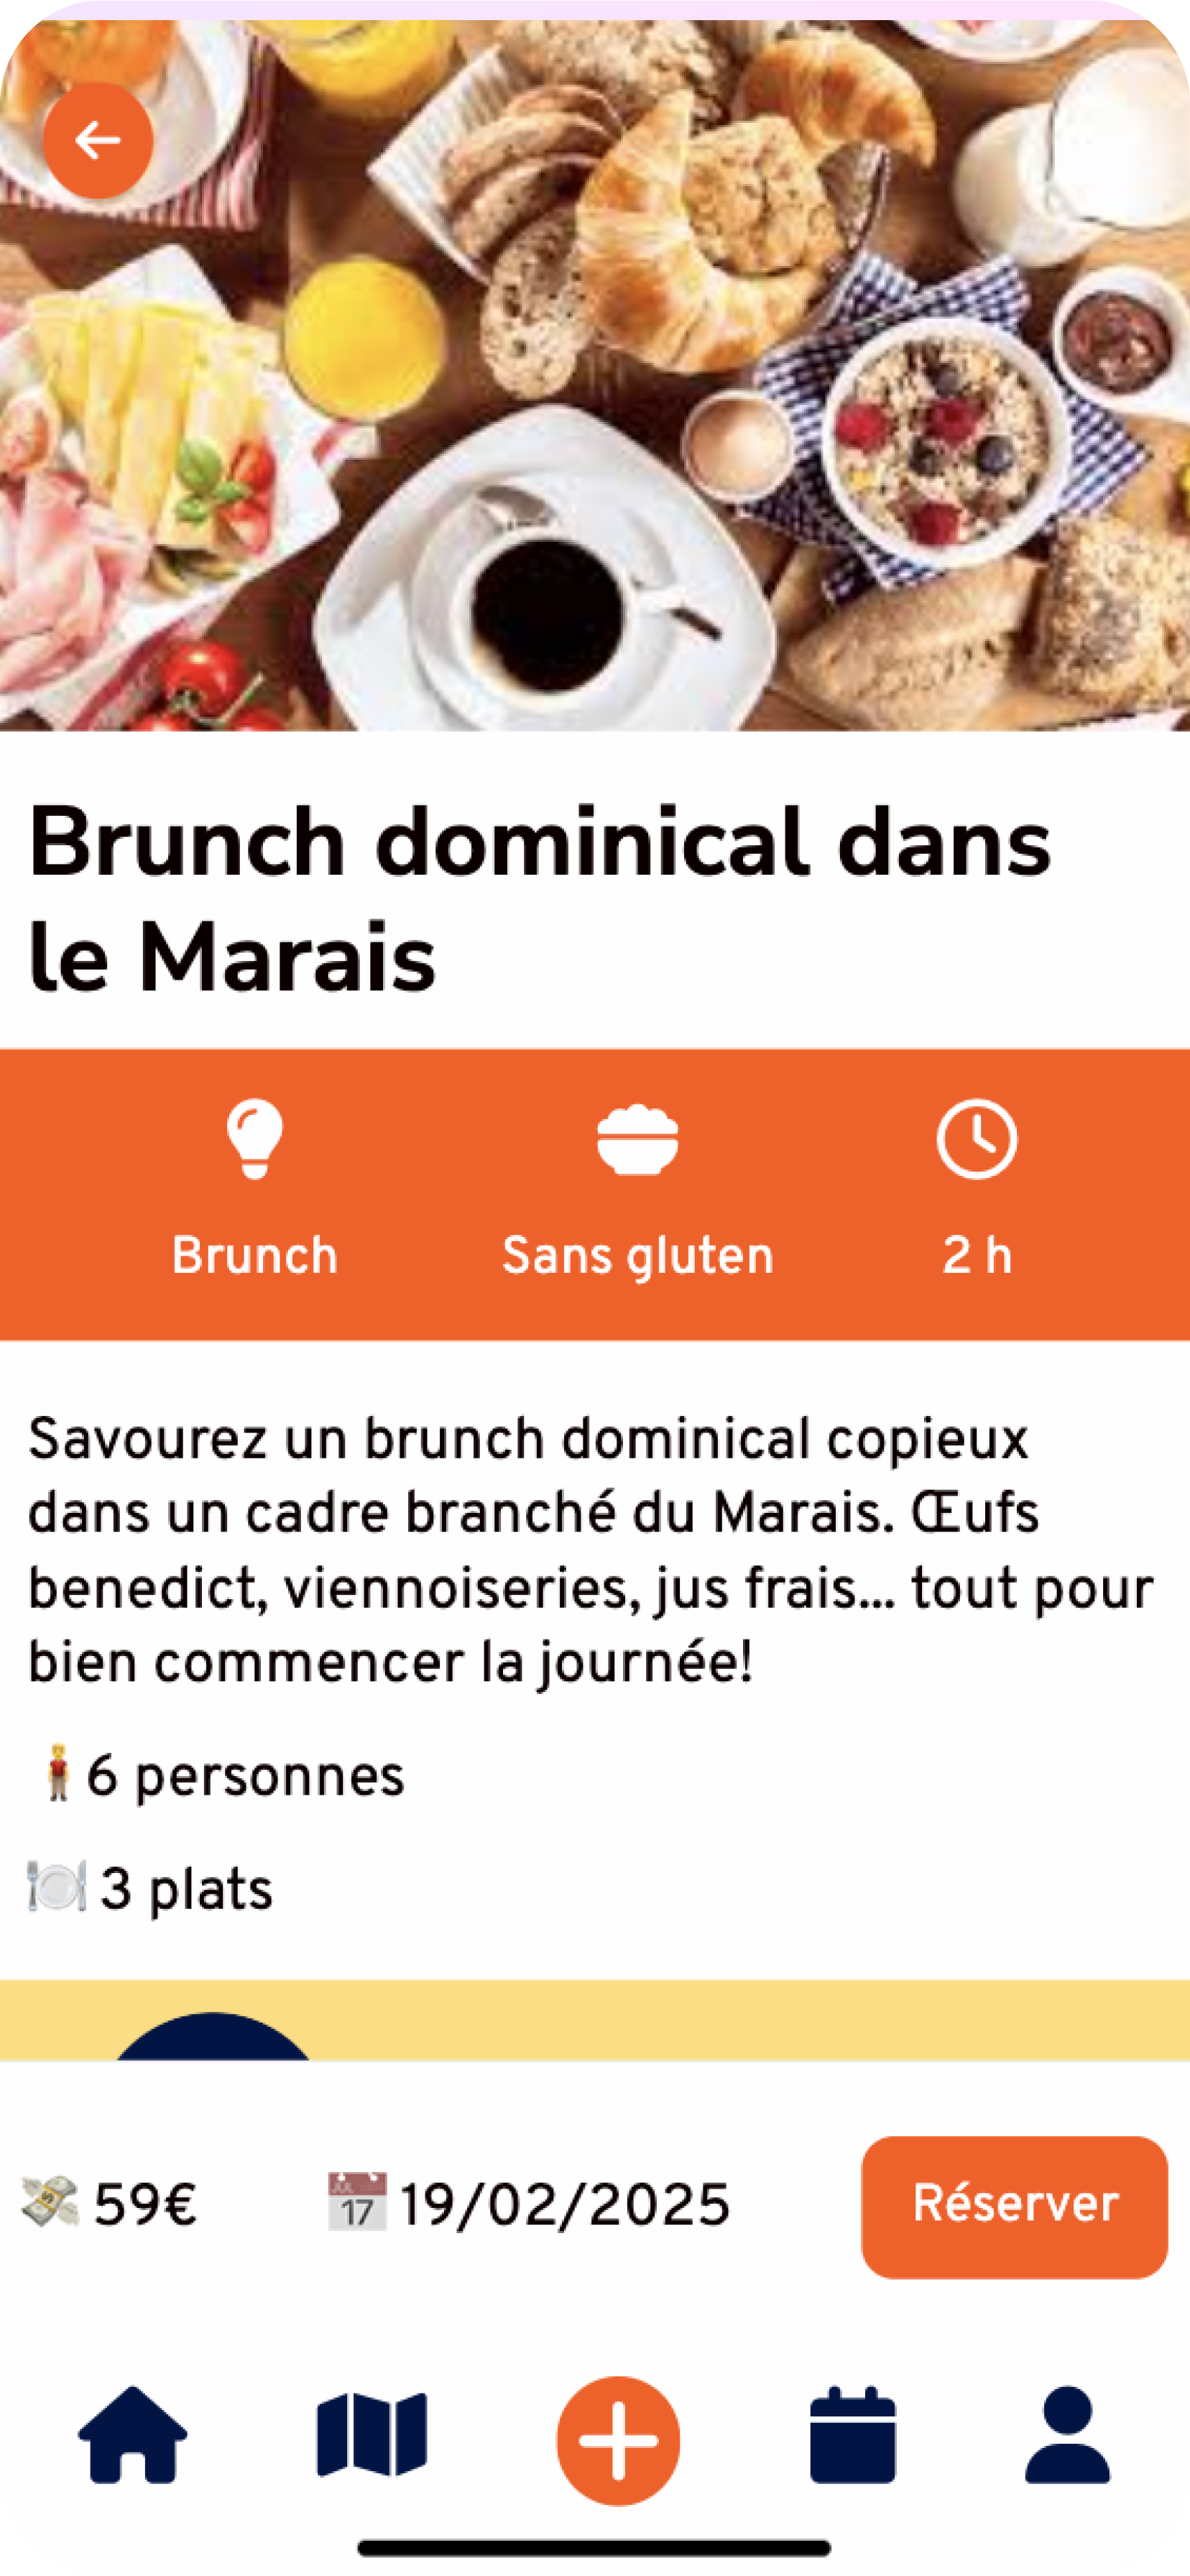 Brunch dominical dans
le Marais
Brunch
Sans gluten
2 h
Savourez un brunch dominical copieux
dans un cadre branché du Marais. Œufs
benedict, viennoiseries, jus frais... tout pour
bien commencer la journée!
6 personnes
3 plats
59€
JUL
17
19/02/2025
Réserver